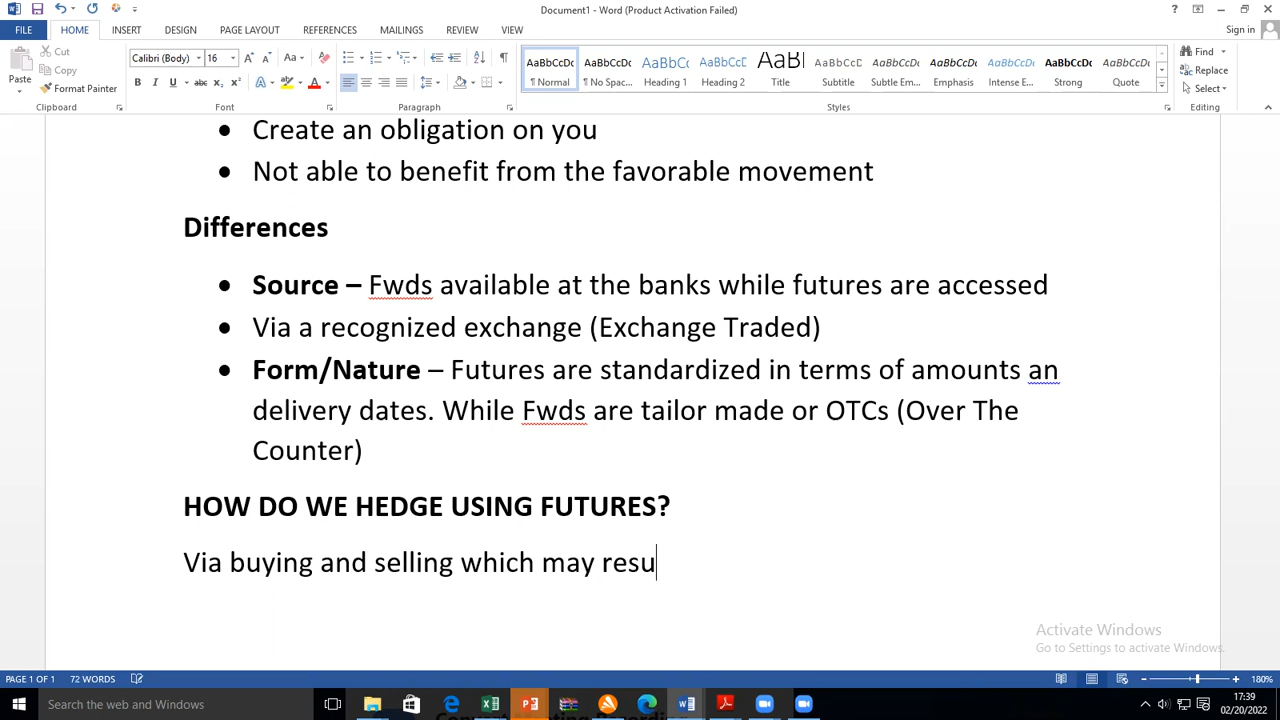 Document1 - Word (Product Activation Failed)
Sign in
FILE HOME INSERT DESIGN PAGE LAYOUT REFERENCES MAILINGS REVIEW VIEW
Paste
Cut
Copy
Format Painter
Clipboard
Calibri (Body) 16
Font
Paragraph
AaBbCcDc AaBbCcDc AaBbCc AaBbCcC AaBl AaBbCcC AaBbCcDc AaBbCcDc AaBbCcDc AaBbCcDc AaBbCcDc
¶ Normal ¶ No Spac... Heading 1 Heading 2 Title Subtitle Subtle Em... Emphasis Intense E... Strong Quote
Styles
Find
Replace
Select
Editing
• Create an obligation on you
• Not able to benefit from the favorable movement
Differences
• Source – Fwds available at the banks while futures are accessed
• Via a recognized exchange (Exchange Traded)
• Form/Nature – Futures are standardized in terms of amounts an
delivery dates. While Fwds are tailor made or OTCs (Over The
Counter)
HOW DO WE HEDGE USING FUTURES?
Via buying and selling which may resu
Activate Windows
Go to Settings to activate Windows.
PAGE 1 OF 1 72 WORDS
180%
Search the web and Windows
17:39
02/20/2022